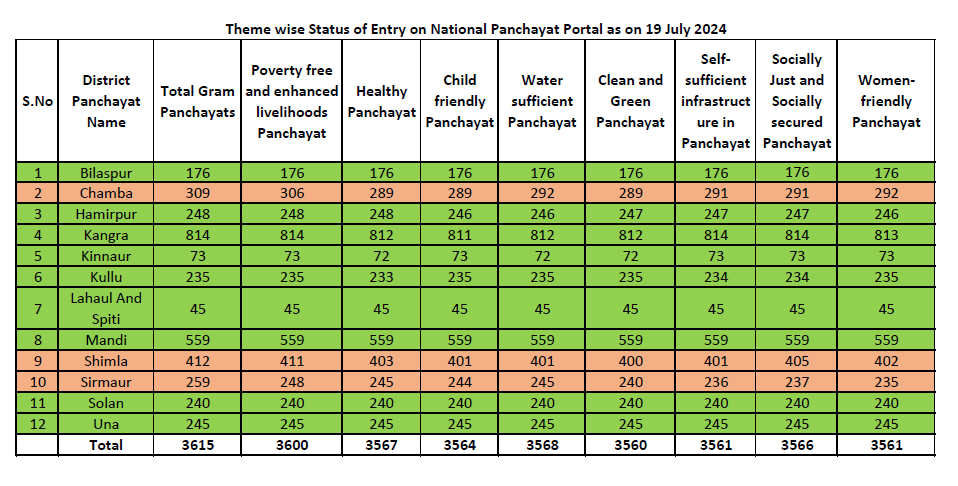 Theme wise Status of Entry on National Panchayat Portal as on 19 July 2024
S.No District Panchayat Name Total Gram Panchayats Poverty free and enhanced livelihoods Panchayat Healthy Panchayat Child friendly Panchayat Water sufficient Panchayat Clean and Green Panchayat Self-sufficient infrastruct ure in Panchayat Socially Just and Socially secured Panchayat Women-friendly Panchayat
1 Bilaspur 176 176 176 176 176 176 176 176 176
2 Chamba 309 306 289 289 292 289 291 291 292
3 Hamirpur 248 248 248 246 246 247 247 247 246
4 Kangra 814 814 812 811 812 812 814 814 813
5 Kinnaur 73 73 72 73 72 72 73 73 73
6 Kullu 235 235 233 235 235 235 234 234 235
7 Lahaul And Spiti 45 45 45 45 45 45 45 45 45
8 Mandi 559 559 559 559 559 559 559 559 559
9 Shimla 412 411 403 401 401 400 401 405 402
10 Sirmaur 259 248 245 244 245 240 236 237 235
11 Solan 240 240 240 240 240 240 240 240 240
12 Una 245 245 245 245 245 245 245 245 245
Total 3615 3600 3567 3564 3568 3560 3561 3566 3561